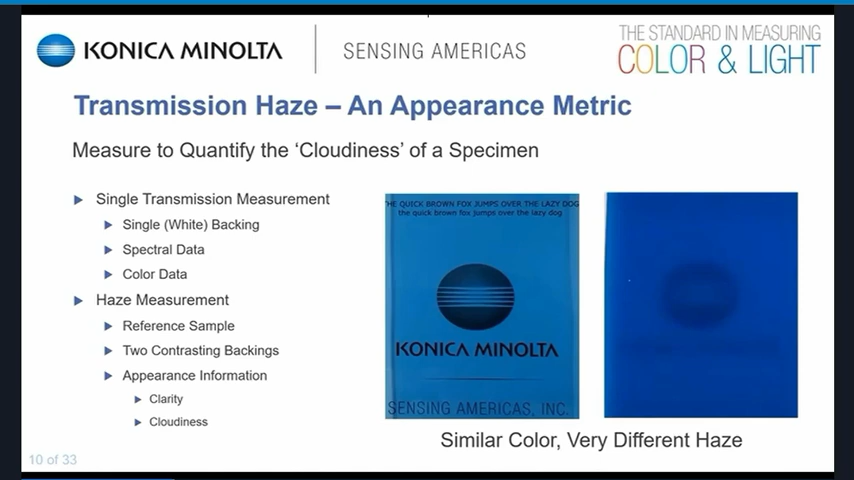 KONICA MINOLTA
SENSING AMERICAS
THE STANDARD IN MEASURING
COLOR & LIGHT
Transmission Haze – An Appearance Metric
Measure to Quantify the ‘Cloudiness’ of a Specimen
Single Transmission Measurement
Single (White) Backing
Spectral Data
Color Data
Haze Measurement
Reference Sample
Two Contrasting Backings
Appearance Information
Clarity
Cloudiness
THE QUICK BROWN FOX JUMPS OVER THE LAZY DOG
the quick brown fox jumps over the lazy dog
KONICA MINOLTA
SENSING AMERICAS, INC.
Similar Color, Very Different Haze
10 of 33